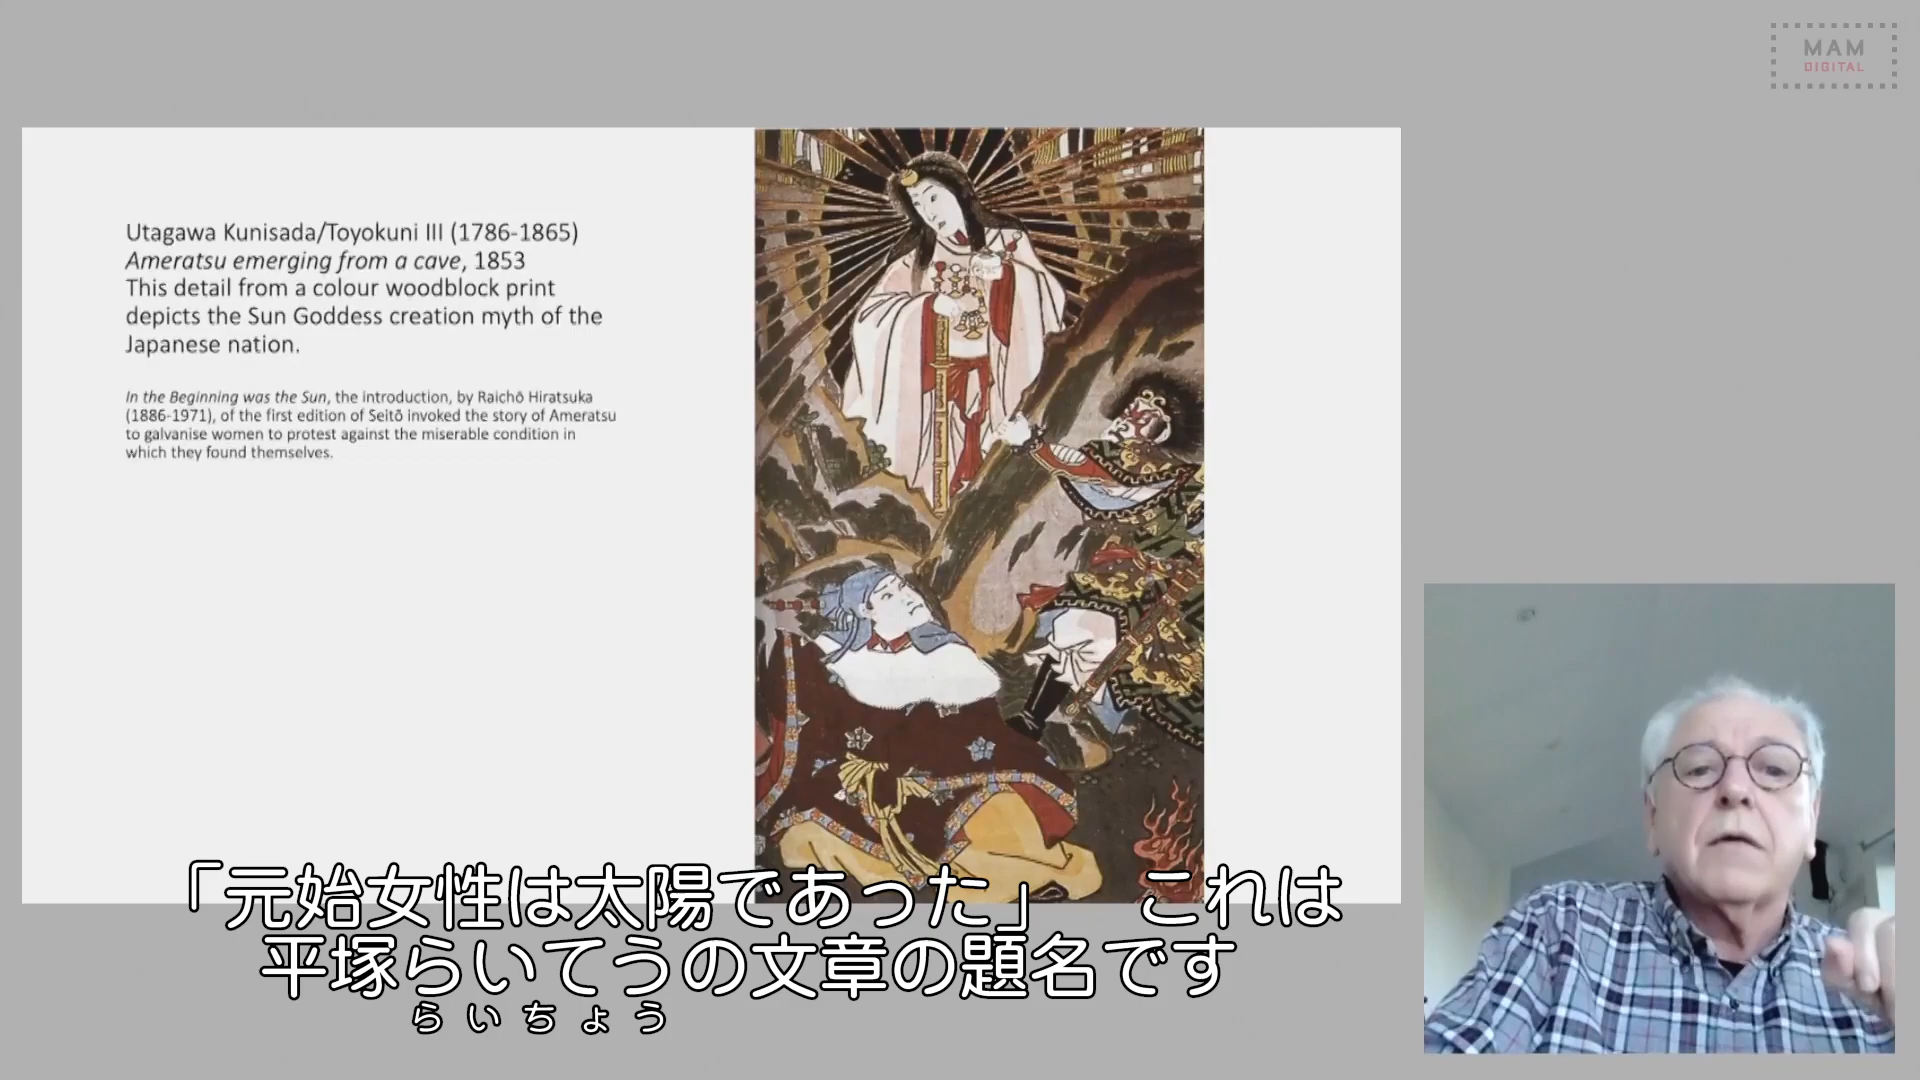 MAM
DIGITAL
Utagawa Kunisada/Toyokuni III (1786-1865)
Ameratsu emerging from a cave, 1853
This detail from a colour woodblock print
depicts the Sun Goddess creation myth of the
Japanese nation.
In the Beginning was the Sun, the introduction, by Raichō Hiratsuka
(1886-1971), of the first edition of Seitō invoked the story of Ameratsu
to galvanise women to protest against the miserable condition in
which they found themselves.
「元始女性は太陽であった」 これは
平塚らいてうの文章の題名です
らいちょう